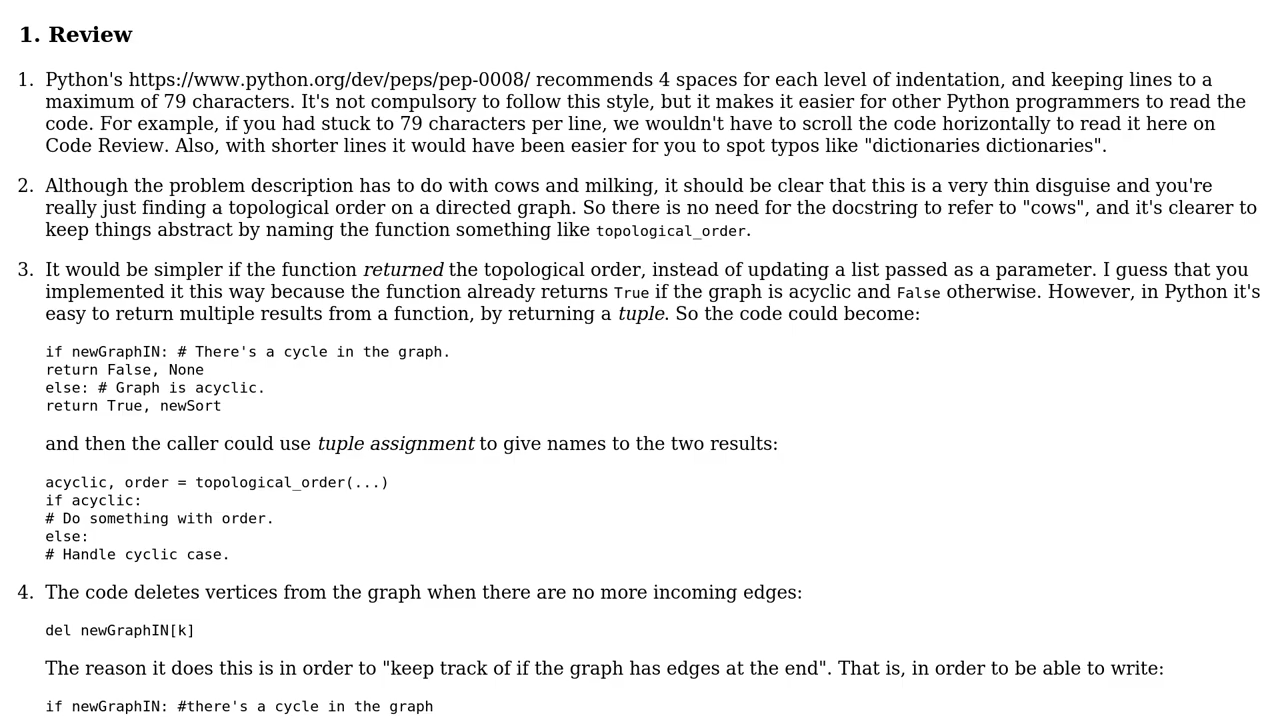 1. Review
1. Python's https://www.python.org/dev/peps/pep-0008/ recommends 4 spaces for each level of indentation, and keeping lines to a
maximum of 79 characters. It's not compulsory to follow this style, but it makes it easier for other Python programmers to read the
code. For example, if you had stuck to 79 characters per line, we wouldn't have to scroll the code horizontally to read it here on
Code Review. Also, with shorter lines it would have been easier for you to spot typos like "dictionaries dictionaries".
2. Although the problem description has to do with cows and milking, it should be clear that this is a very thin disguise and you're
really just finding a topological order on a directed graph. So there is no need for the docstring to refer to "cows", and it's clearer to
keep things abstract by naming the function something like topological_order.
3. It would be simpler if the function returned the topological order, instead of updating a list passed as a parameter. I guess that you
implemented it this way because the function already returns True if the graph is acyclic and False otherwise. However, in Python it's
easy to return multiple results from a function, by returning a tuple. So the code could become:
if newGraphIN: # There's a cycle in the graph.
return False, None
else: # Graph is acyclic.
return True, newSort
and then the caller could use tuple assignment to give names to the two results:
acyclic, order = topological_order(...)
if acyclic:
# Do something with order.
else:
# Handle cyclic case.
4. The code deletes vertices from the graph when there are no more incoming edges:
del newGraphIN[k]
The reason it does this is in order to "keep track of if the graph has edges at the end". That is, in order to be able to write:
if newGraphIN: #there's a cycle in the graph